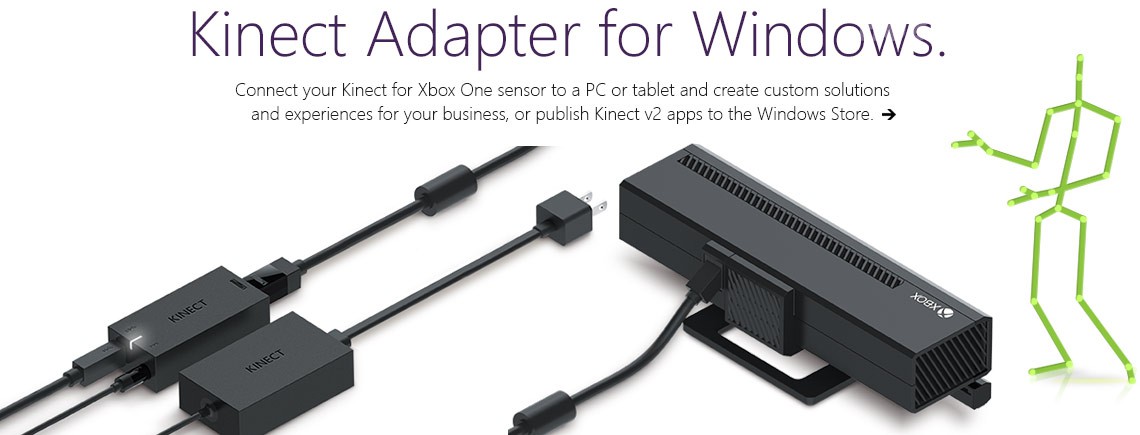 Kinect Adapter for Windows.
Connect your Kinect for Xbox One sensor to a PC or tablet and create custom solutions
and experiences for your business, or publish Kinect v2 apps to the Windows Store. →
KINECT
KINECT
XBOX